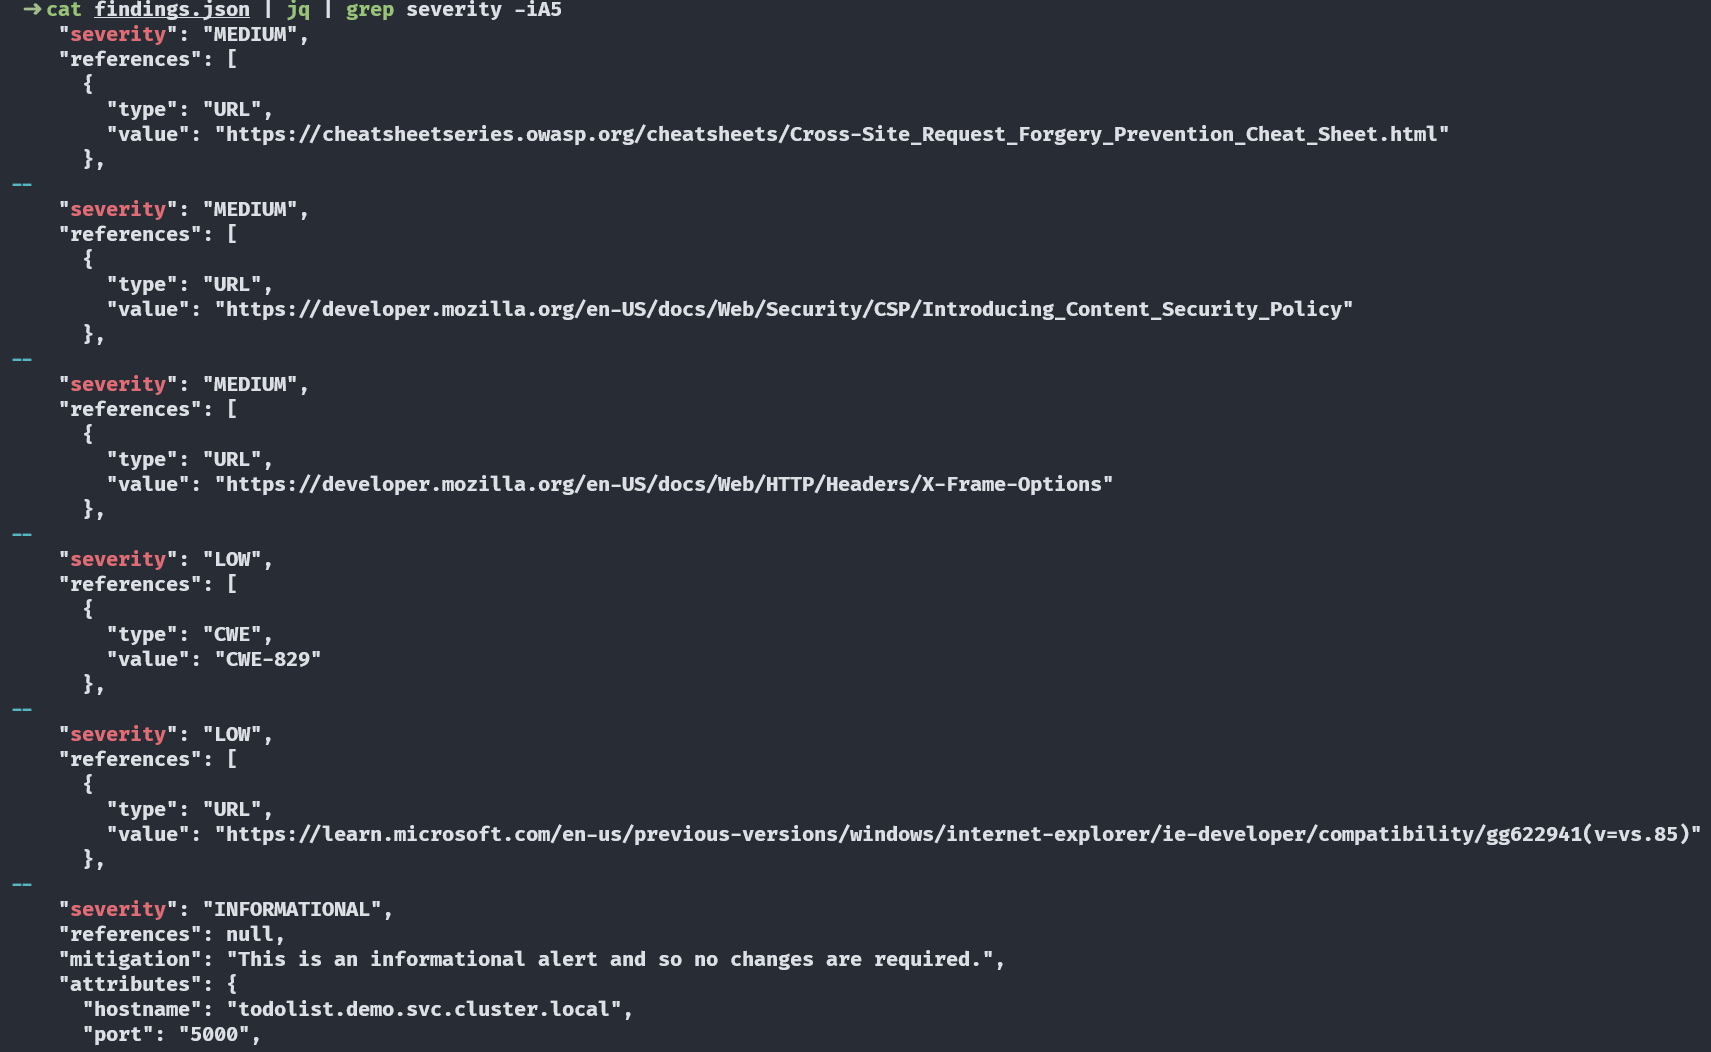 ➜ cat findings.json | jq | grep severity -iA5
    "severity": "MEDIUM",
    "references": [
      {
        "type": "URL",
        "value": "https://cheatsheetseries.owasp.org/cheatsheets/Cross-Site_Request_Forgery_Prevention_Cheat_Sheet.html"
      },
--
    "severity": "MEDIUM",
    "references": [
      {
        "type": "URL",
        "value": "https://developer.mozilla.org/en-US/docs/Web/Security/CSP/Introducing_Content_Security_Policy"
      },
--
    "severity": "MEDIUM",
    "references": [
      {
        "type": "URL",
        "value": "https://developer.mozilla.org/en-US/docs/Web/HTTP/Headers/X-Frame-Options"
      },
--
    "severity": "LOW",
    "references": [
      {
        "type": "CWE",
        "value": "CWE-829"
      },
--
    "severity": "LOW",
    "references": [
      {
        "type": "URL",
        "value": "https://learn.microsoft.com/en-us/previous-versions/windows/internet-explorer/ie-developer/compatibility/gg622941(v=vs.85)"
      },
--
    "severity": "INFORMATIONAL",
    "references": null,
    "mitigation": "This is an informational alert and so no changes are required.",
    "attributes": {
      "hostname": "todolist.demo.svc.cluster.local",
      "port": "5000",